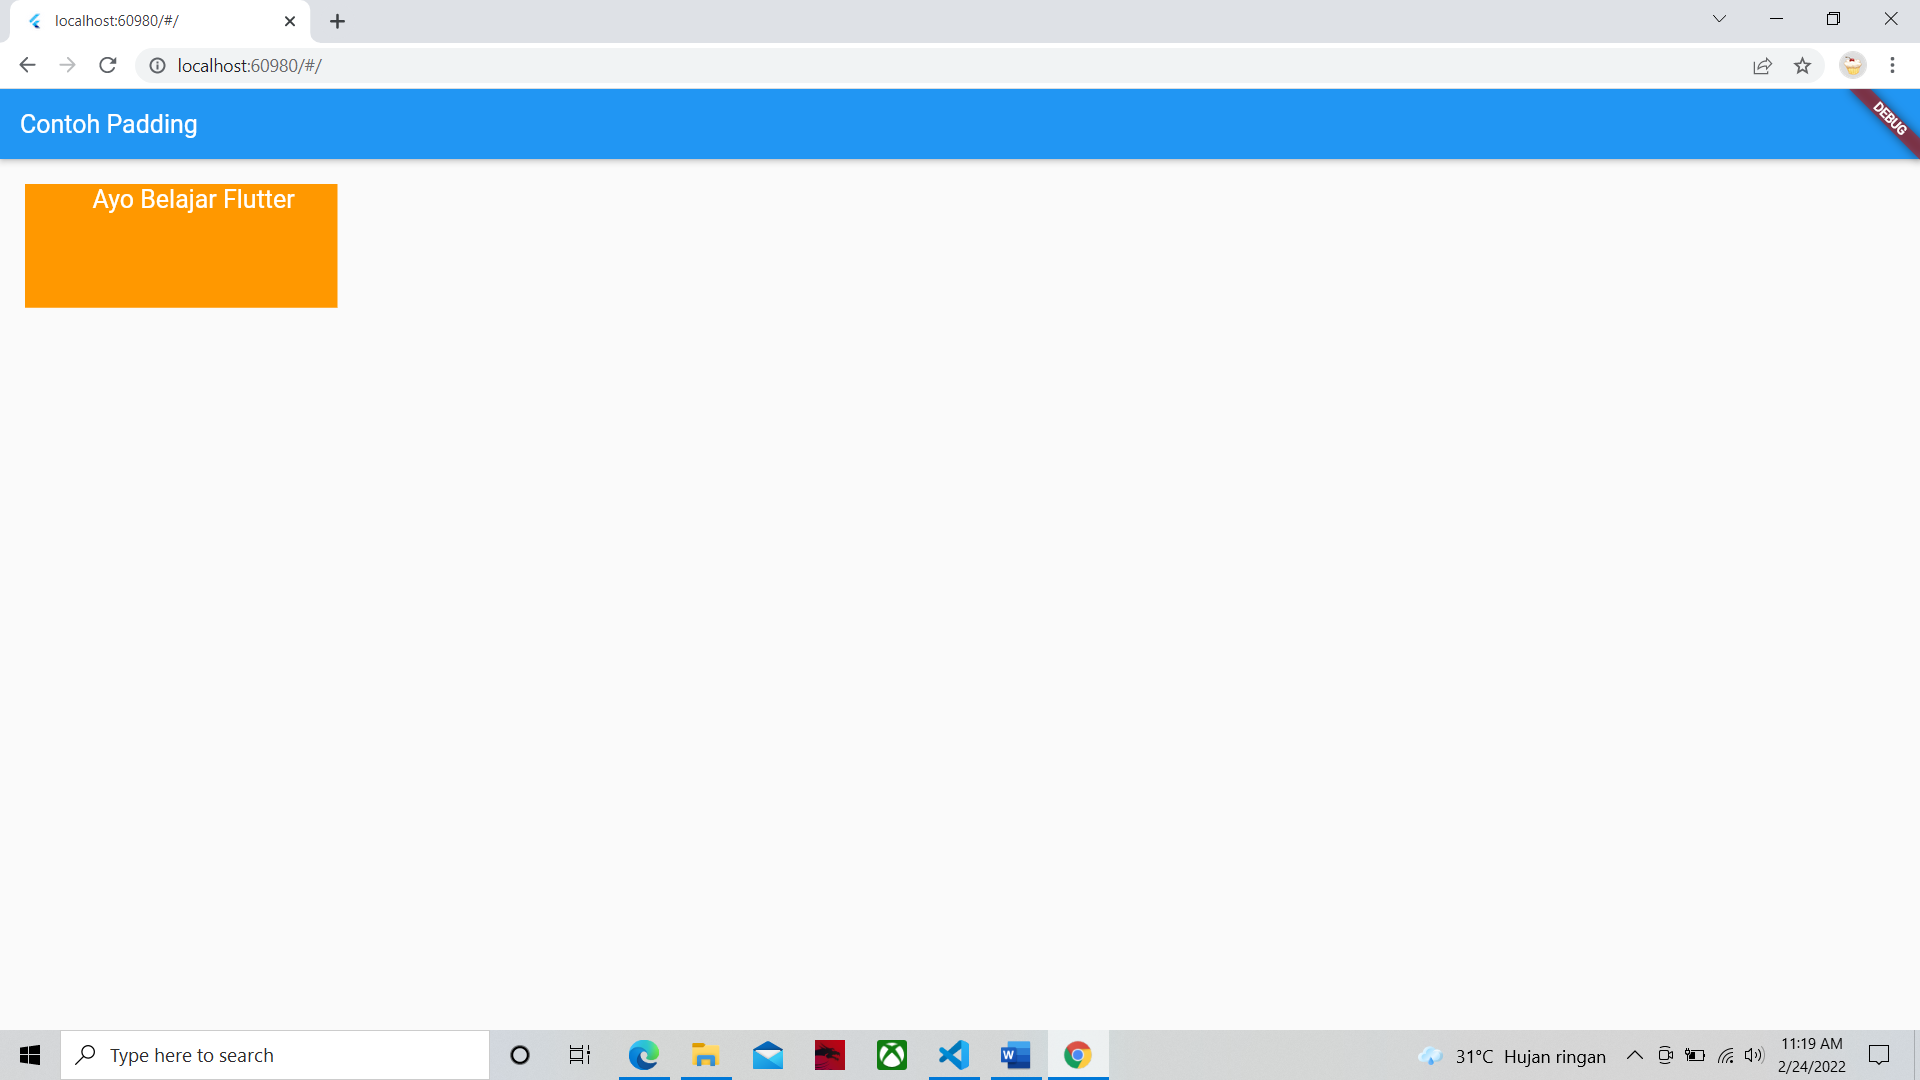 localhost:60980/#/
localhost:60980/#/
Contoh Padding
DEBUG
Ayo Belajar Flutter
Type here to search
W
31°C Hujan ringan
11:19 AM
2/24/2022